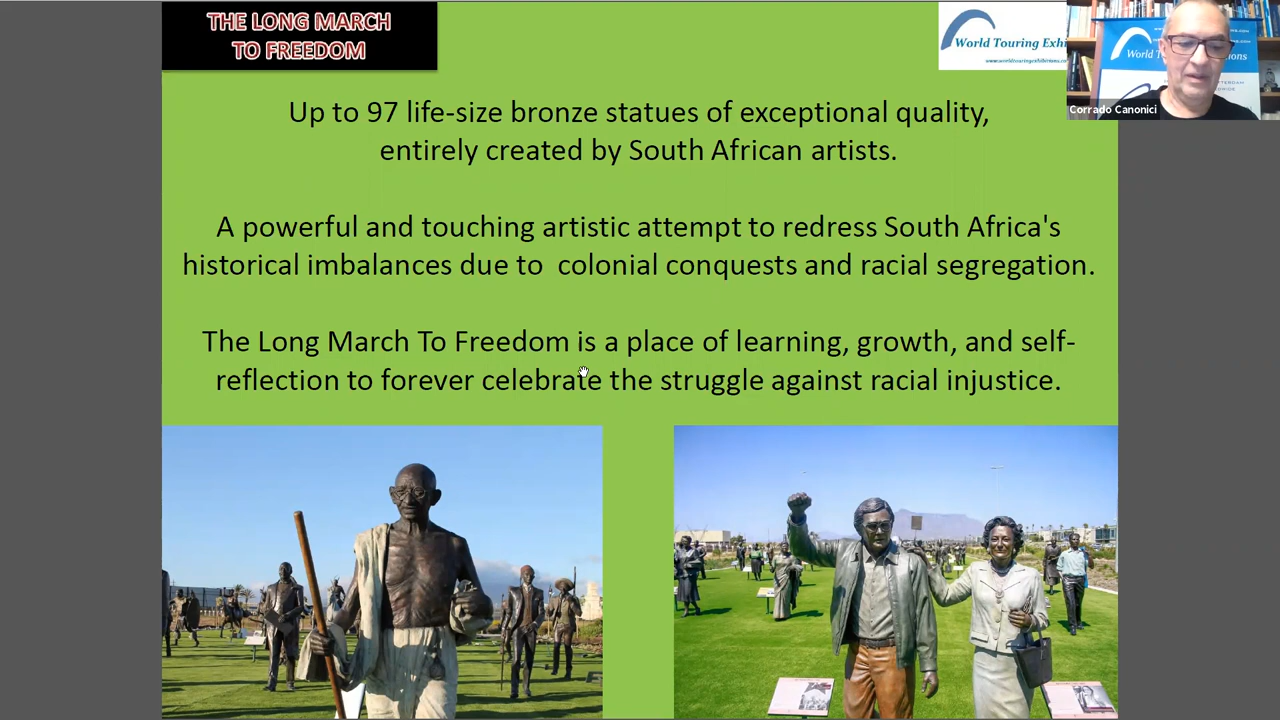 THE LONG MARCH
TO FREEDOM
World Touring Exhi
Corrado Canonici
Up to 97 life-size bronze statues of exceptional quality,
entirely created by South African artists.
A powerful and touching artistic attempt to redress South Africa's
historical imbalances due to  colonial conquests and racial segregation.
The Long March To Freedom is a place of learning, growth, and self-
reflection to forever celebrate the struggle against racial injustice.